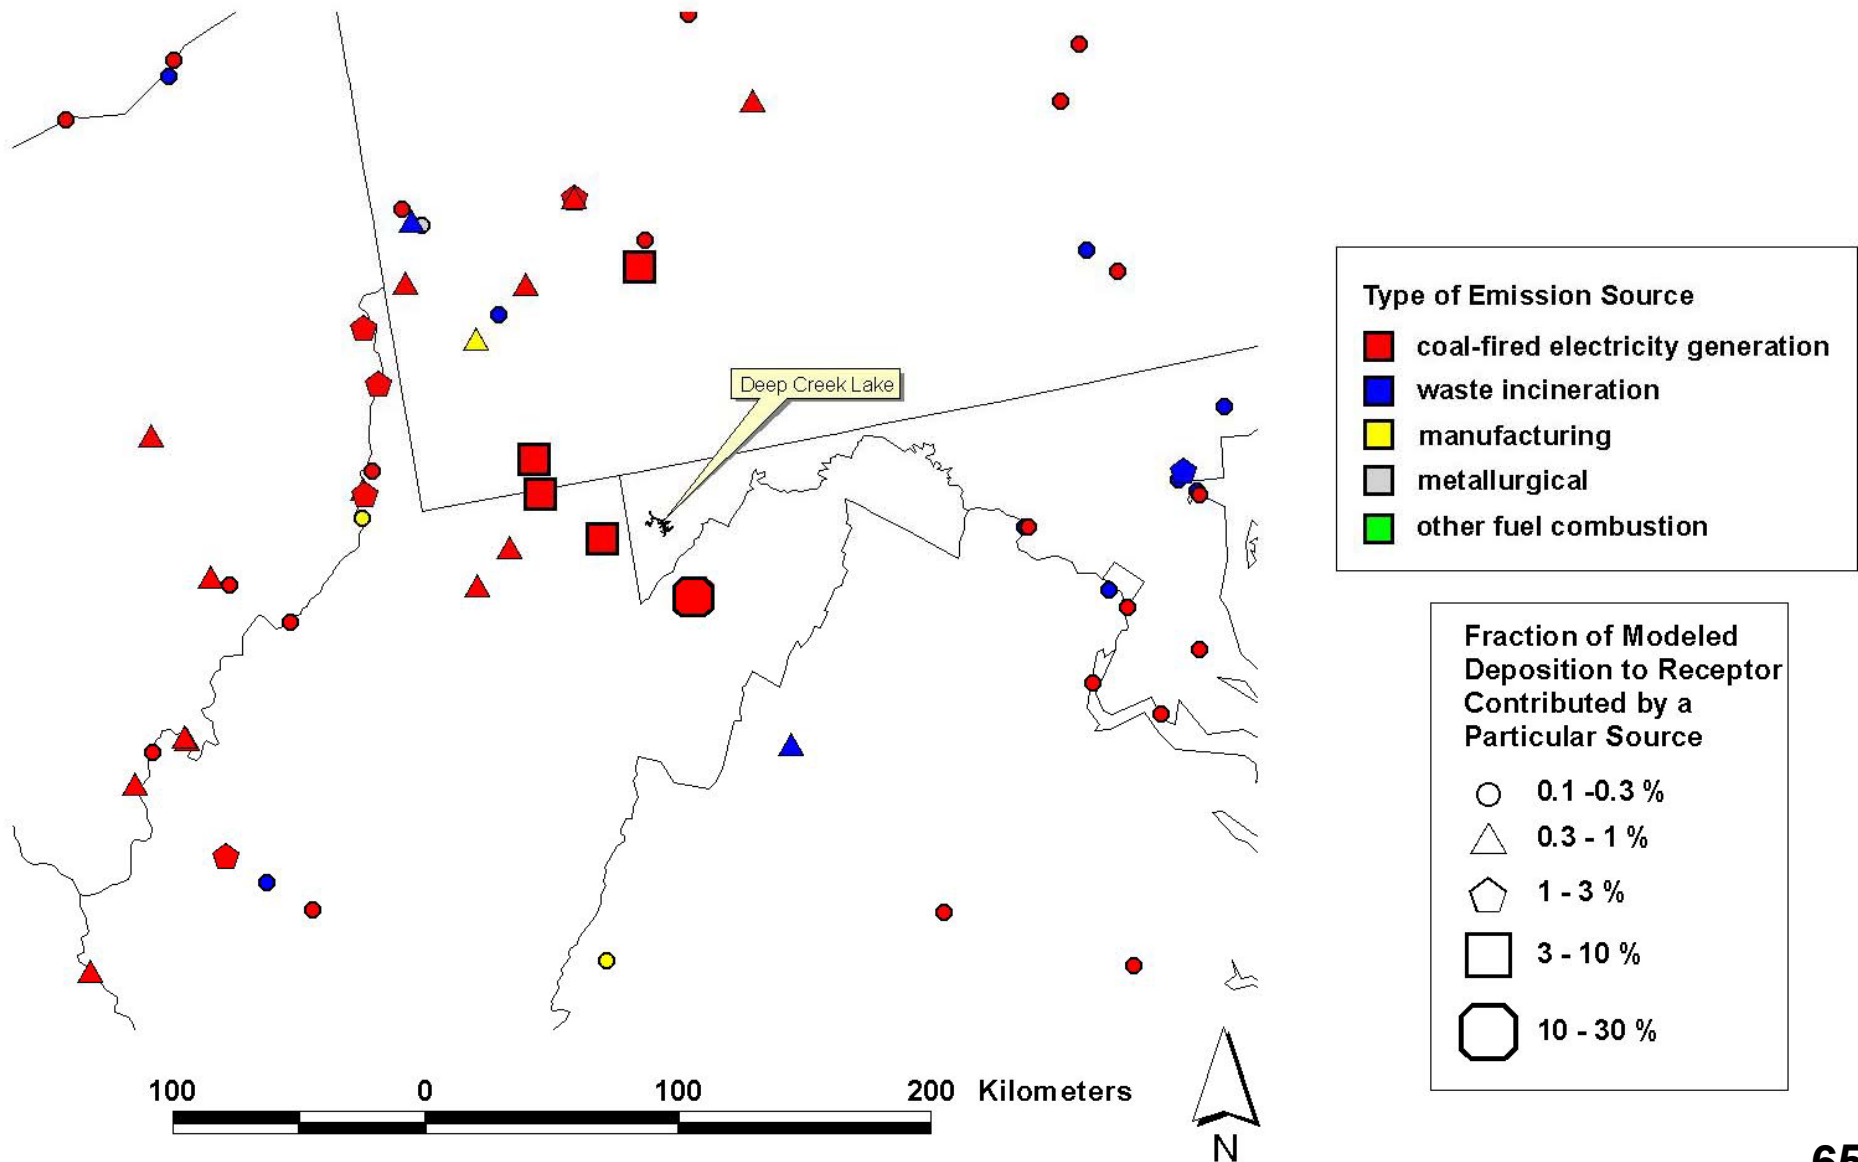 Deep Creek Lake
Type of Emission Source
coal-fired electricity generation
waste incineration
manufacturing
metallurgical
other fuel combustion
Fraction of Modeled
Deposition to Receptor
Contributed by a
Particular Source
0.1 -0.3 %
0.3 - 1 %
1 - 3 %
3 - 10 %
10 - 30 %
100 0 100 200 Kilometers
N
65